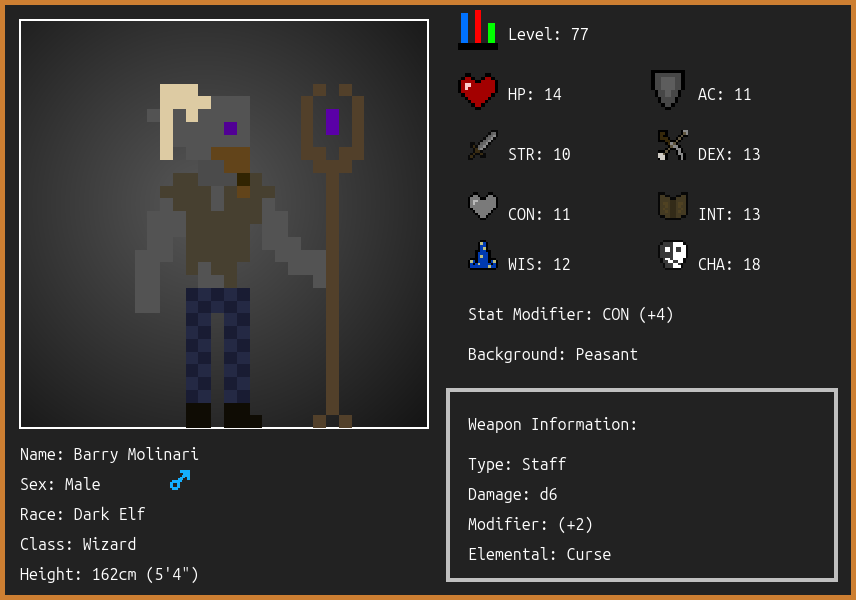 Level: 77
HP: 14
AC: 11
STR: 10
DEX: 13
CON: 11
INT: 13
WIS: 12
CHA: 18
Stat Modifier: CON (+4)
Background: Peasant
Weapon Information:
Type: Staff
Damage: d6
Modifier: (+2)
Elemental: Curse
Name: Barry Molinari
Sex: Male
Race: Dark Elf
Class: Wizard
Height: 162cm (5'4")